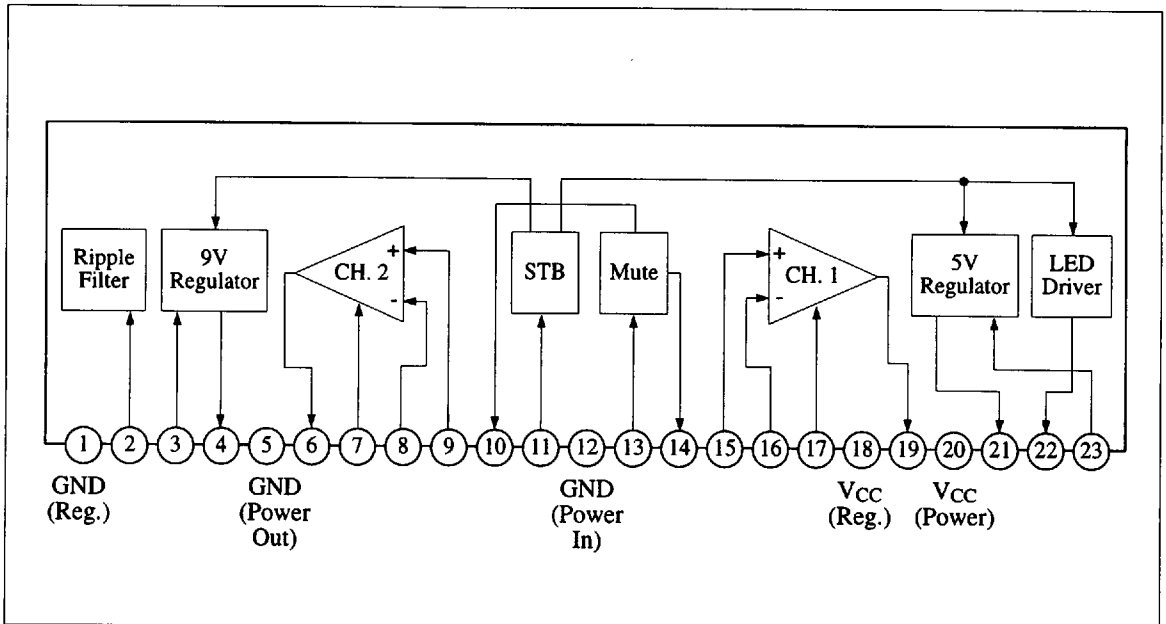 Ripple
Filter
9V
Regulator
+
CH. 2
-
STB
Mute
+
CH. 1
-
5V
Regulator
LED
Driver
1 2 3 4 5 6 7 8 9 10 11 12 13 14 15 16 17 18 19 20 21 22 23
GND
(Reg.)
GND
(Power
Out)
GND
(Power
In)
VCC
(Reg.)
VCC
(Power)